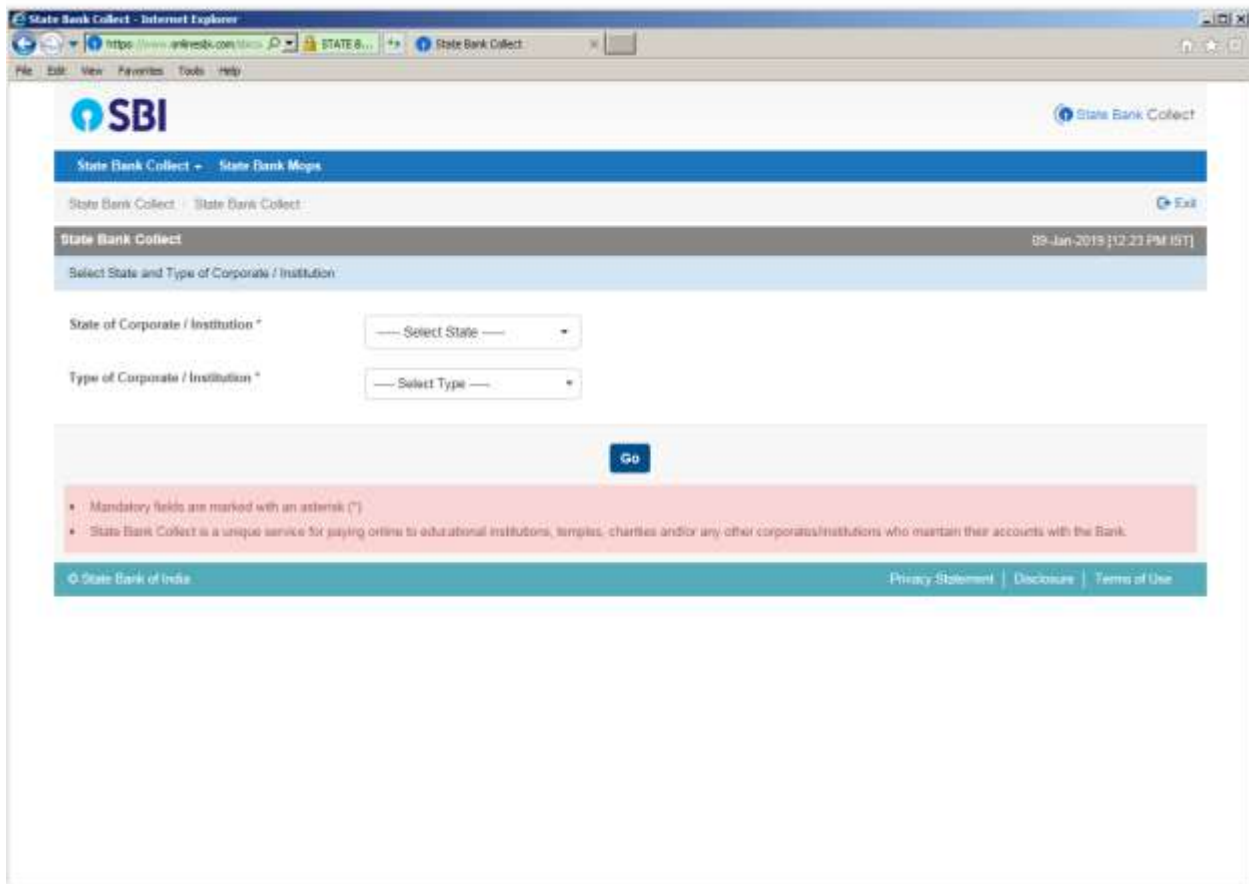 State Bank Collect - Internet Explorer
https://www.onlinesbi.com STATE B... State Bank Collect
File Edit View Favorites Tools Help
SBI
State Bank Collect
State Bank Collect State Bank Mops
State Bank Collect State Bank Collect
Exit
State Bank Collect
09-Jan-2019 [12:23 PM IST]
Select State and Type of Corporate / Institution
State of Corporate / Institution *
----- Select State -----
Type of Corporate / Institution *
----- Select Type -----
Go
• Mandatory fields are marked with an asterisk (*)
• State Bank Collect is a unique service for paying online to educational institutions, temples, charities and/or any other corporates/institutions who maintain their accounts with the Bank.
© State Bank of India
Privacy Statement | Disclosure | Terms of Use